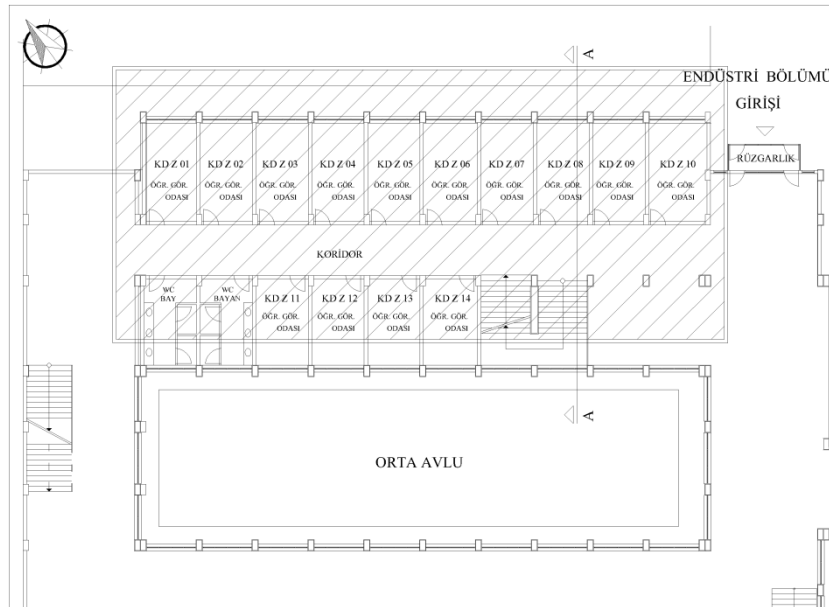 A
ENDÜSTRİ BÖLÜMÜ
GİRİŞİ
RÜZGARLIK
KD Z 01
ÖĞR. GÖR.
ODASI
KD Z 02
ÖĞR. GÖR.
ODASI
KD Z 03
ÖĞR. GÖR.
ODASI
KD Z 04
ÖĞR. GÖR.
ODASI
KD Z 05
ÖĞR. GÖR.
ODASI
KD Z 06
ÖĞR. GÖR.
ODASI
KD Z 07
ÖĞR. GÖR.
ODASI
KD Z 08
ÖĞR. GÖR.
ODASI
KD Z 09
ÖĞR. GÖR.
ODASI
KD Z 10
ÖĞR. GÖR.
ODASI
KORİDOR
WC
BAY
WC
BAYAN
KD Z 11
ÖĞR. GÖR.
ODASI
KD Z 12
ÖĞR. GÖR.
ODASI
KD Z 13
ÖĞR. GÖR.
ODASI
KD Z 14
ÖĞR. GÖR.
ODASI
A
ORTA AVLU